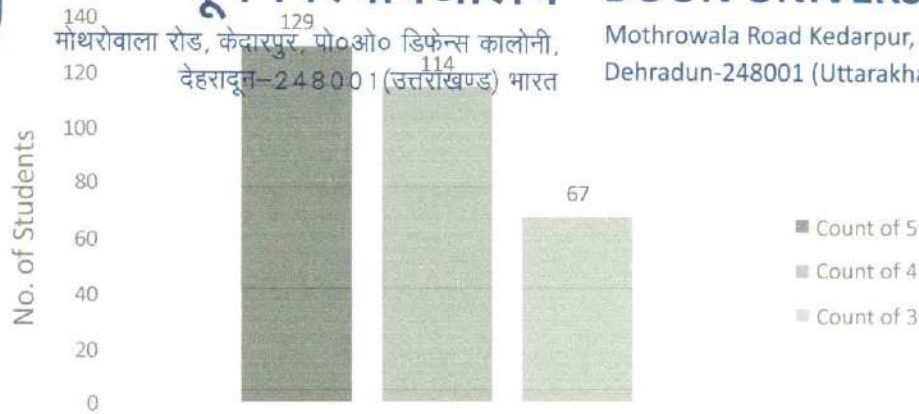 140
129
मोथरोवाला रोड, केदारपुर, पो०ओ० डिफेन्स कालोनी,
Mothrowala Road Kedarpur,
120
114
देहरादून-248001(उत्तराखण्ड) भारत
Dehradun-248001
100
80
67
60
40
20
0
No. of Students
Count of 5
Count of 4
Count of 3